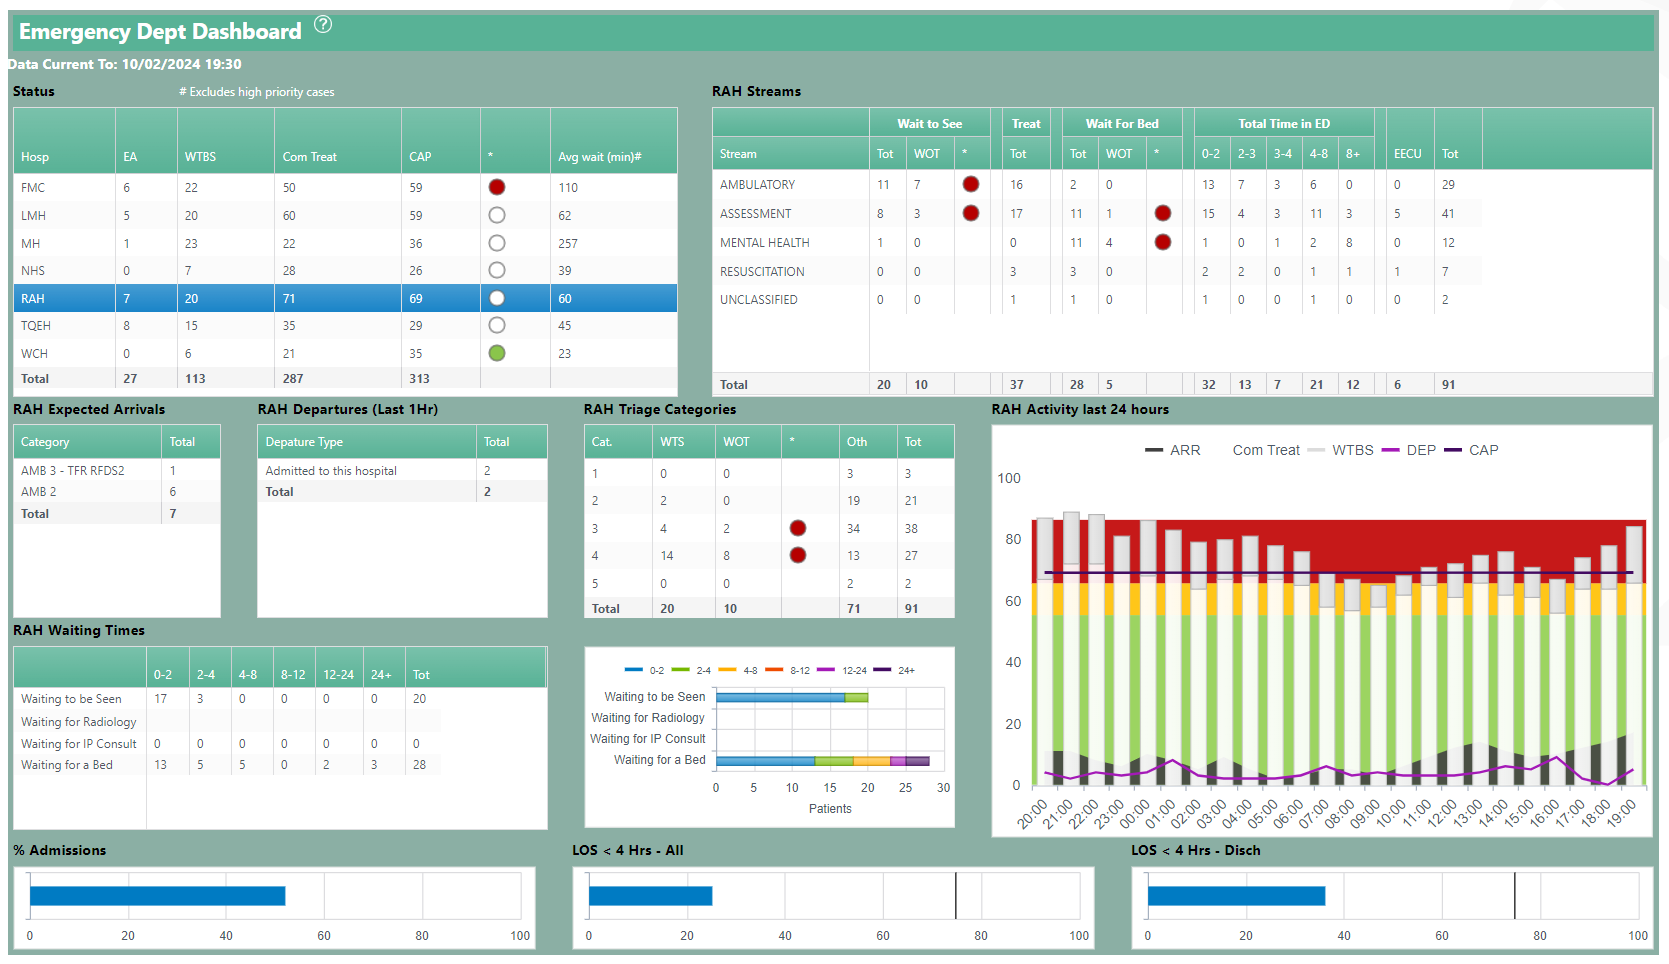 Emergency Dept Dashboard ?
Data Current To: 10/02/2024 19:30
Status # Excludes high priority cases
Hosp EA WTBS Com Treat CAP * Avg wait (min)#
FMC 6 22 50 59 110
LMH 5 20 60 59 62
MH 1 23 22 36 257
NHS 0 7 28 26 39
RAH 7 20 71 69 60
TQEH 8 15 35 29 45
WCH 0 6 21 35 23
Total 27 113 287 313
RAH Streams
Wait to See Treat Wait For Bed Total Time in ED
Stream Tot WOT * Tot Tot WOT * 0-2 2-3 3-4 4-8 8+ EECU Tot
AMBULATORY 11 7 16 2 0 13 7 3 6 0 0 29
ASSESSMENT 8 3 17 11 1 15 4 3 11 3 5 41
MENTAL HEALTH 1 0 0 11 4 1 0 1 2 8 0 12
RESUSCITATION 0 0 3 3 0 2 2 0 1 1 1 7
UNCLASSIFIED 0 0 1 1 0 1 0 0 1 0 0 2
Total 20 10 37 28 5 32 13 7 21 12 6 91
RAH Expected Arrivals
Category Total
AMB 3 - TFR RFDS2 1
AMB 2 6
Total 7
RAH Departures (Last 1Hr)
Depature Type Total
Admitted to this hospital 2
Total 2
RAH Triage Categories
Cat. WTS WOT * Oth Tot
1 0 0 3 3
2 2 0 19 21
3 4 2 34 38
4 14 8 13 27
5 0 0 2 2
Total 20 10 71 91
RAH Activity last 24 hours
ARR Com Treat WTBS DEP CAP
100
80
60
40
20
0
20:00 21:00 22:00 23:00 00:00 01:00 02:00 03:00 04:00 05:00 06:00 07:00 08:00 09:00 10:00 11:00 12:00 13:00 14:00 15:00 16:00 17:00 18:00 19:00
RAH Waiting Times
0-2 2-4 4-8 8-12 12-24 24+ Tot
Waiting to be Seen 17 3 0 0 0 0 20
Waiting for Radiology
Waiting for IP Consult 0 0 0 0 0 0 0
Waiting for a Bed 13 5 5 0 2 3 28
0-2 2-4 4-8 8-12 12-24 24+
Waiting to be Seen
Waiting for Radiology
Waiting for IP Consult
Waiting for a Bed
0 5 10 15 20 25 30
Patients
% Admissions
0 20 40 60 80 100
LOS < 4 Hrs - All
0 20 40 60 80 100
LOS < 4 Hrs - Disch
0 20 40 60 80 100